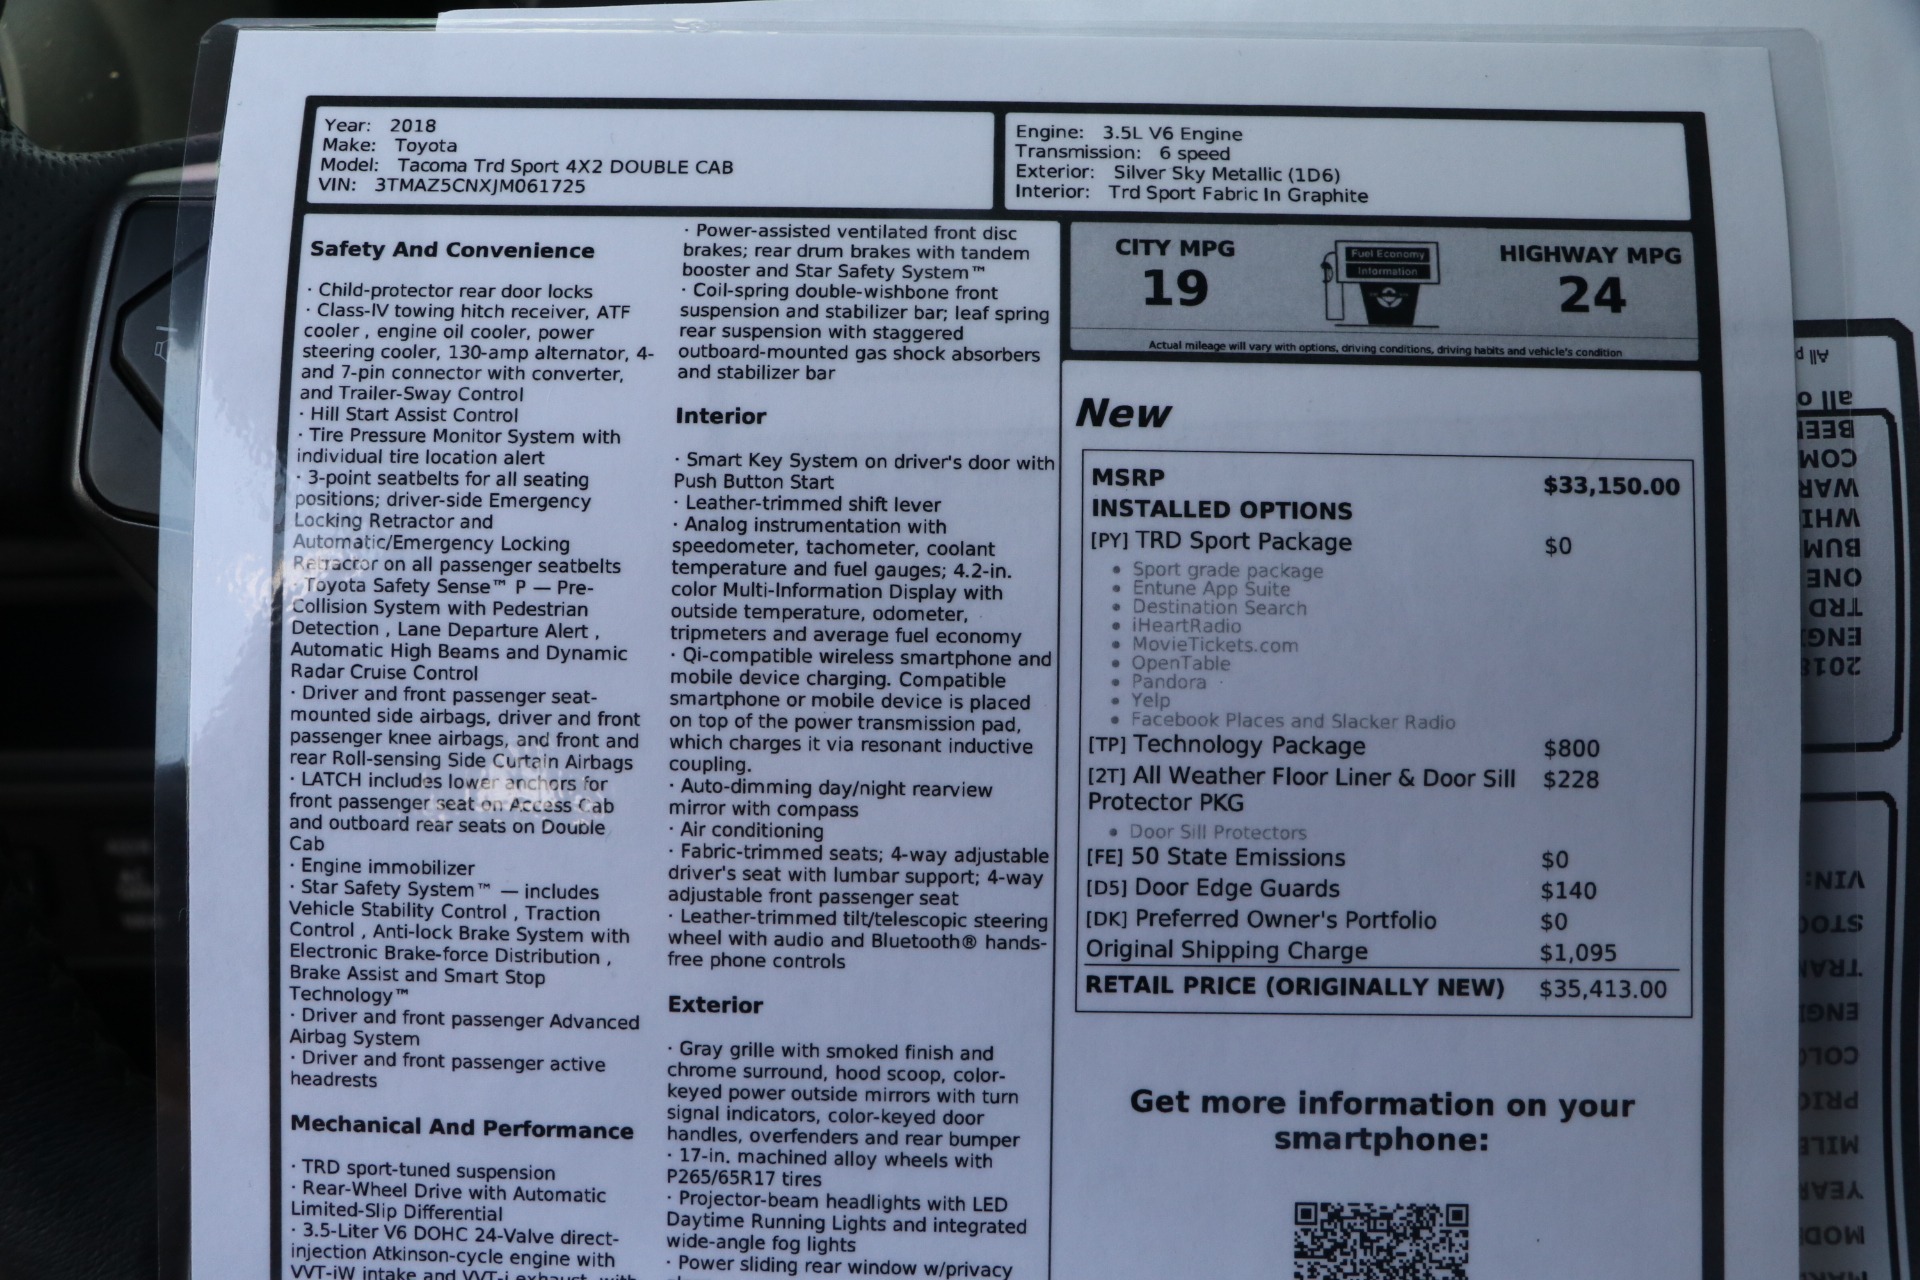 Year: 2018
Make: Toyota
Model: Tacoma Trd Sport 4X2 DOUBLE CAB
VIN: 3TMAZ5CNXJM061725
Engine: 3.5L V6 Engine
Transmission: 6 speed
Exterior: Silver Sky Metallic (1D6)
Interior: Trd Sport Fabric In Graphite
Safety And Convenience
· Child-protector rear door locks
· Class-IV towing hitch receiver, ATF
cooler , engine oil cooler, power
steering cooler, 130-amp alternator, 4-
and 7-pin connector with converter,
and Trailer-Sway Control
· Hill Start Assist Control
· Tire Pressure Monitor System with
individual tire location alert
· 3-point seatbelts for all seating
positions; driver-side Emergency
Locking Retractor and
Automatic/Emergency Locking
Retractor on all passenger seatbelts
· Toyota Safety Sense™ P — Pre-
Collision System with Pedestrian
Detection , Lane Departure Alert ,
Automatic High Beams and Dynamic
Radar Cruise Control
· Driver and front passenger seat-
mounted side airbags, driver and front
passenger knee airbags, and front and
rear Roll-sensing Side Curtain Airbags
· LATCH includes lower anchors for
front passenger seat on Access Cab
and outboard rear seats on Double
Cab
· Engine immobilizer
· Star Safety System™ — includes
Vehicle Stability Control , Traction
Control , Anti-lock Brake System with
Electronic Brake-force Distribution ,
Brake Assist and Smart Stop
Technology™
· Driver and front passenger Advanced
Airbag System
· Driver and front passenger active
headrests
Mechanical And Performance
· TRD sport-tuned suspension
· Rear-Wheel Drive with Automatic
Limited-Slip Differential
· 3.5-Liter V6 DOHC 24-Valve direct-
injection Atkinson-cycle engine with
VVT-iW intake and VVT-i exhaust, with
· Power-assisted ventilated front disc
brakes; rear drum brakes with tandem
booster and Star Safety System™
· Coil-spring double-wishbone front
suspension and stabilizer bar; leaf spring
rear suspension with staggered
outboard-mounted gas shock absorbers
and stabilizer bar
Interior
· Smart Key System on driver's door with
Push Button Start
· Leather-trimmed shift lever
· Analog instrumentation with
speedometer, tachometer, coolant
temperature and fuel gauges; 4.2-in.
color Multi-Information Display with
outside temperature, odometer,
tripmeters and average fuel economy
· Qi-compatible wireless smartphone and
mobile device charging. Compatible
smartphone or mobile device is placed
on top of the power transmission pad,
which charges it via resonant inductive
coupling.
· Auto-dimming day/night rearview
mirror with compass
· Air conditioning
· Fabric-trimmed seats; 4-way adjustable
driver's seat with lumbar support; 4-way
adjustable front passenger seat
· Leather-trimmed tilt/telescopic steering
wheel with audio and Bluetooth® hands-
free phone controls
Exterior
· Gray grille with smoked finish and
chrome surround, hood scoop, color-
keyed power outside mirrors with turn
signal indicators, color-keyed door
handles, overfenders and rear bumper
· 17-in. machined alloy wheels with
P265/65R17 tires
· Projector-beam headlights with LED
Daytime Running Lights and integrated
wide-angle fog lights
· Power sliding rear window w/privacy
CITY MPG
19
Fuel Economy
Information
HIGHWAY MPG
24
Actual mileage will vary with options, driving conditions, driving habits and vehicle's condition
New
MSRP $33,150.00
INSTALLED OPTIONS
[PY] TRD Sport Package $0
• Sport grade package
• Entune App Suite
• Destination Search
• iHeartRadio
• MovieTickets.com
• OpenTable
• Pandora
• Yelp
• Facebook Places and Slacker Radio
[TP] Technology Package $800
[2T] All Weather Floor Liner & Door Sill $228
Protector PKG
• Door Sill Protectors
[FE] 50 State Emissions $0
[D5] Door Edge Guards $140
[DK] Preferred Owner's Portfolio $0
Original Shipping Charge $1,095
RETAIL PRICE (ORIGINALLY NEW) $35,413.00
Get more information on your
smartphone:
All p
all o
BEEN
COM
WAR
WHI
BUM
ONE
TRD
ENGI
2018
VIN:
STOC
TRAN
ENGI
COLO
PRIC
MILE
YEAR
MODE
MAKE